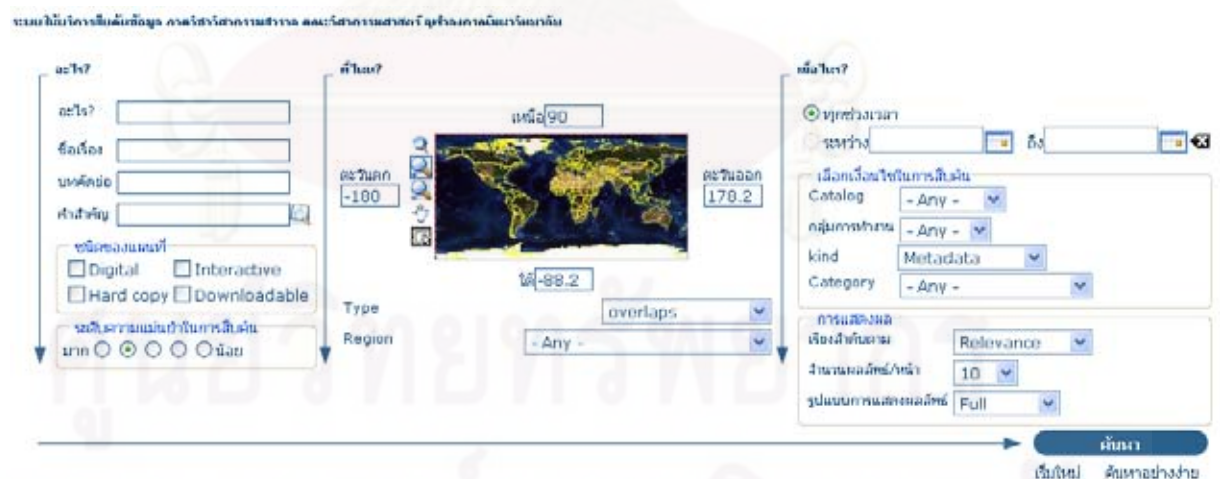 ระบบให้บริการสืบค้นข้อมูล ภาควิชาวิศวกรรมสำรวจ คณะวิศวกรรมศาสตร์ จุฬาลงกรณ์มหาวิทยาลัย
อะไร?
อะไร?
ชื่อเรื่อง
บทคัดย่อ
คำสำคัญ
ชนิดของแผนที่
Digital Interactive
Hard copy Downloadable
ระดับความแม่นยำในการสืบค้น
มาก น้อย
ที่ไหน?
เหนือ 90
ตะวันตก
-180
ตะวันออก
178.2
ใต้ -88.2
Type overlaps
Region - Any -
เมื่อไหร่?
ทุกช่วงเวลา
ระหว่าง ถึง
เลือกเงื่อนไขในการสืบค้น
Catalog - Any -
กลุ่มการทำงาน - Any -
kind Metadata
Category - Any -
การแสดงผล
เรียงลำดับตาม Relevance
จำนวนผลลัพธ์/หน้า 10
รูปแบบการแสดงผลลัพธ์ Full
ค้นหา
เริ่มใหม่ ค้นหาอย่างง่าย
ศูนย์วิทยทรัพยากร